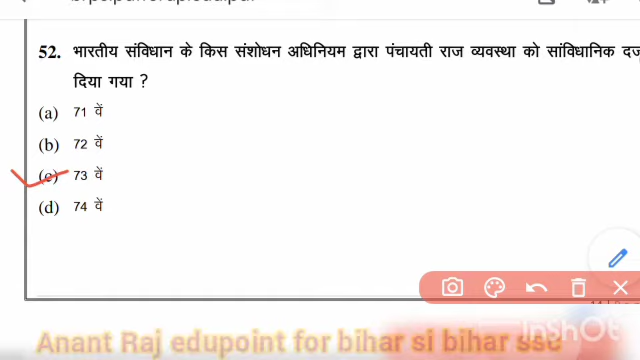 52. भारतीय संविधान के किस संशोधन अधिनियम द्वारा पंचायती राज व्यवस्था को सांविधानिक
दिया गया ?
(a) 71 वें
(b) 72 वें
(c) 73 वें
(d) 74 वें
Anant Raj edupoint for bihar si bihar ssc
InShOt